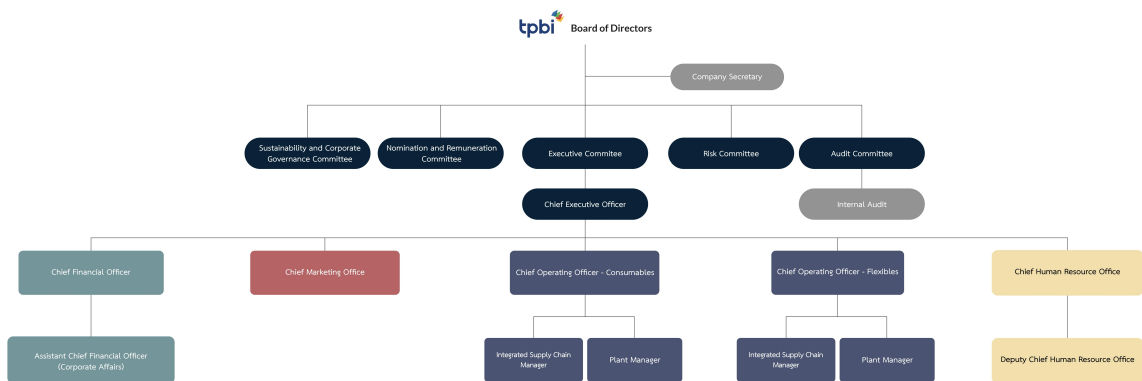 tpbi Board of Directors
Company Secretary
Sustainability and Corporate
Governance Committee
Nomination and Remuneration
Committee
Executive Commitee
Risk Committee
Audit Committee
Chief Executive Officer
Internal Audit
Chief Financial Officer
Chief Marketing Office
Chief Operating Officer - Consumables
Chief Operating Officer - Flexibles
Chief Human Resource Office
Assistant Chief Financial Officer
(Corporate Affairs)
Integrated Supply Chain
Manager
Plant Manager
Integrated Supply Chain
Manager
Plant Manager
Deputy Chief Human Resource Office